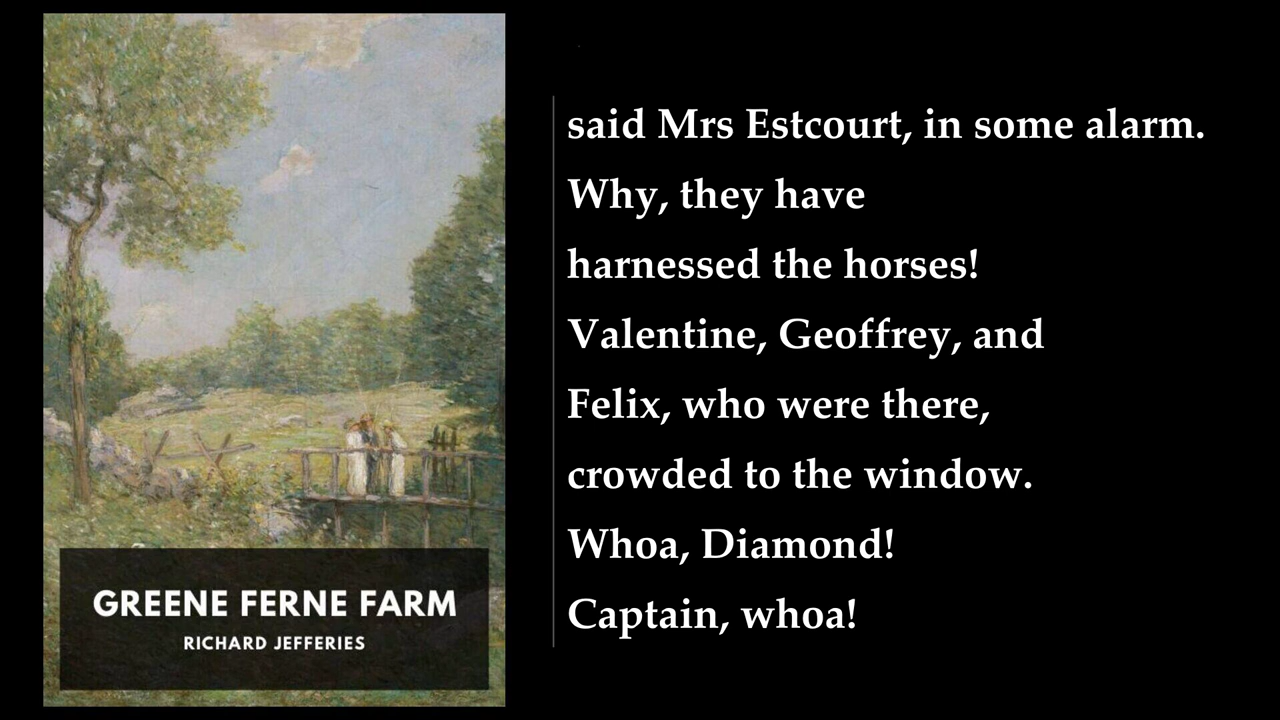 GREENE FERNE FARM
RICHARD JEFFERIES
said Mrs Estcourt, in some alarm.
Why, they have
harnessed the horses!
Valentine, Geoffrey, and
Felix, who were there,
crowded to the window.
Whoa, Diamond!
Captain, whoa!